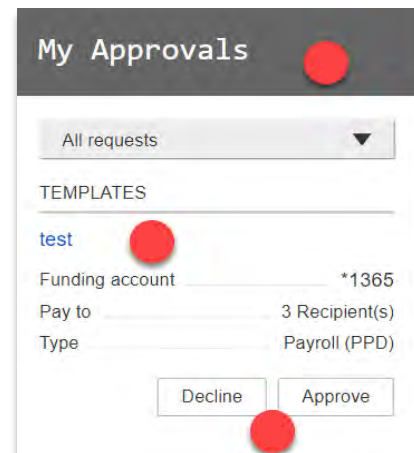 My Approvals
All requests
TEMPLATES
test
Funding account *1365
Pay to 3 Recipient(s)
Type Payroll (PPD)
Decline Approve